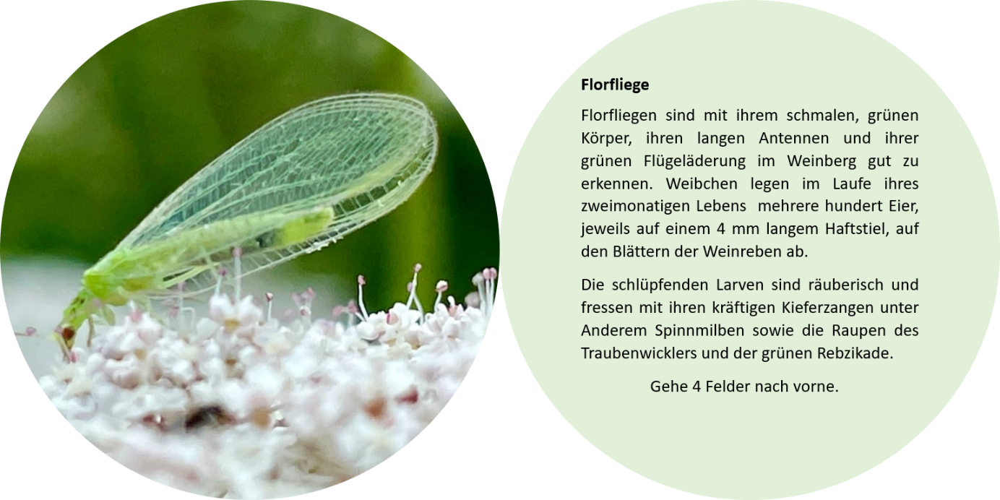 Florfliege
Florfliegen sind mit ihrem schmalen, grünen
Körper, ihren langen Antennen und ihrer
grünen Flügeläderung im Weinberg gut zu
erkennen. Weibchen legen im Laufe ihres
zweimonatigen Lebens  mehrere hundert Eier,
jeweils auf einem 4 mm langem Haftstiel, auf
den Blättern der Weinreben ab.
Die schlüpfenden Larven sind räuberisch und
fressen mit ihren kräftigen Kieferzangen unter
Anderem Spinnmilben sowie die Raupen des
Traubenwicklers und der grünen Rebzikade.
Gehe 4 Felder nach vorne.